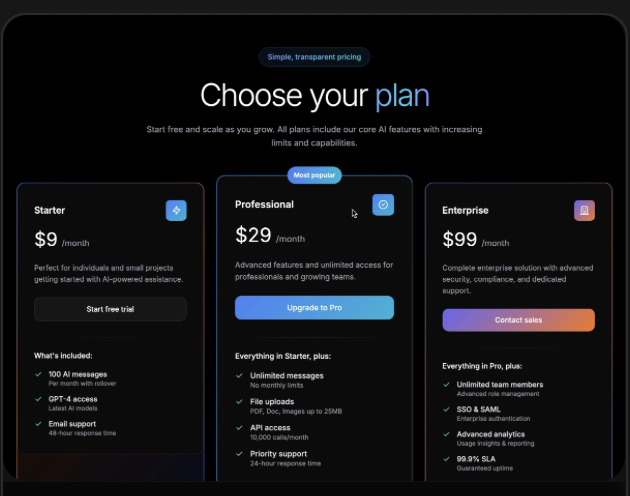 Simple, transparent pricing
Choose your plan
Start free and scale as you grow. All plans include our core AI features with increasing
limits and capabilities.
Starter
$9 /month
Perfect for individuals and small projects
getting started with AI-powered assistance.
Start free trial
What's included:
100 AI messages
Per month with rollover
GPT-4 access
Latest AI models
Email support
48-hour response time
Most popular
Professional
$29 /month
Advanced features and unlimited access for
professionals and growing teams.
Upgrade to Pro
Everything in Starter, plus:
Unlimited messages
No monthly limits
File uploads
PDF, Doc, Images up to 25MB
API access
10,000 calls/month
Priority support
24-hour response time
Enterprise
$99 /month
Complete enterprise solution with advanced
security, compliance, and dedicated
support.
Contact sales
Everything in Pro, plus:
Unlimited team members
Advanced role management
SSO & SAML
Enterprise authentication
Advanced analytics
Usage insights & reporting
99.9% SLA
Guaranteed uptime